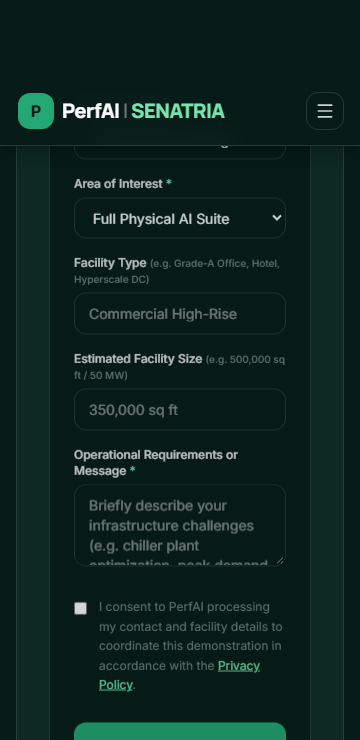 P PerfAI | SENATRIA
Area of Interest *
Full Physical AI Suite
Facility Type (e.g. Grade-A Office, Hotel,
Hyperscale DC)
Commercial High-Rise
Estimated Facility Size (e.g. 500,000 sq
ft / 50 MW)
350,000 sq ft
Operational Requirements or
Message *
Briefly describe your
infrastructure challenges
(e.g. chiller plant
optimization, peak demand
I consent to PerfAI processing
my contact and facility details to
coordinate this demonstration in
accordance with the Privacy
Policy.